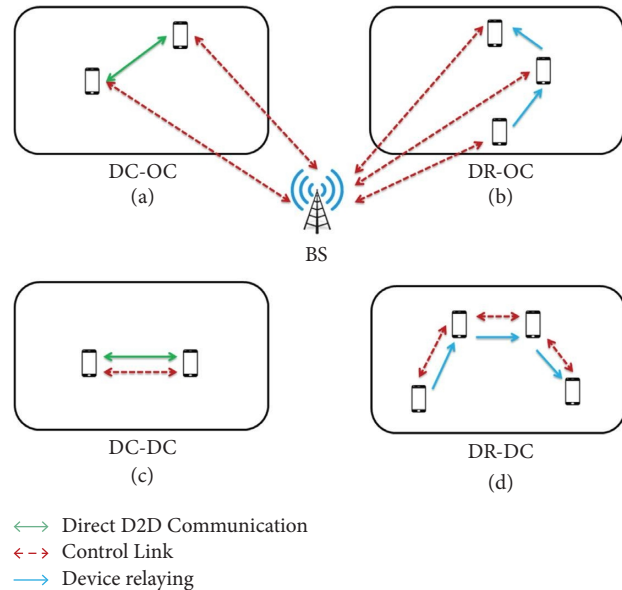 DC-OC
(a)
DR-OC
(b)
BS
DC-DC
(c)
DR-DC
(d)
Direct D2D Communication
Control Link
Device relaying